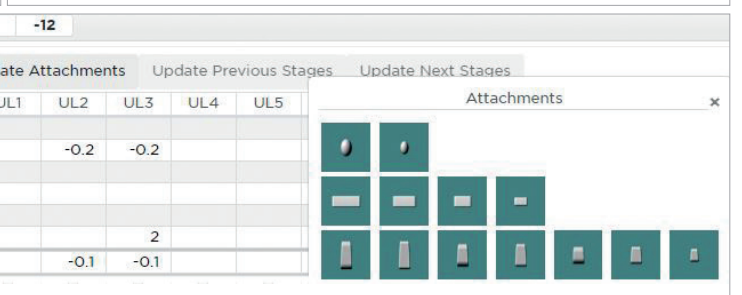 -12
ate Attachments Update Previous Stages Update Next Stages
UL1 UL2 UL3 UL4 UL5
Attachments ×
-0.2 -0.2
2
-0.1 -0.1